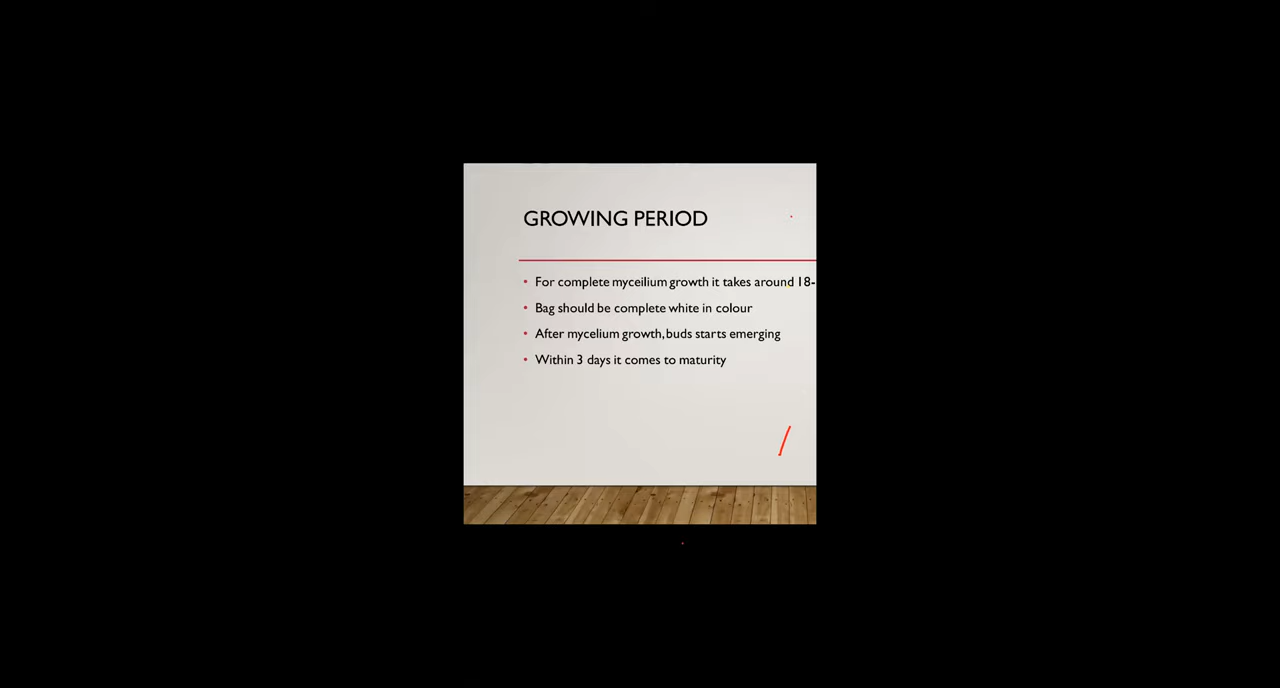 GROWING PERIOD
• For complete myceilium growth it takes around 18-
• Bag should be complete white in colour
• After mycelium growth,buds starts emerging
• Within 3 days it comes to maturity